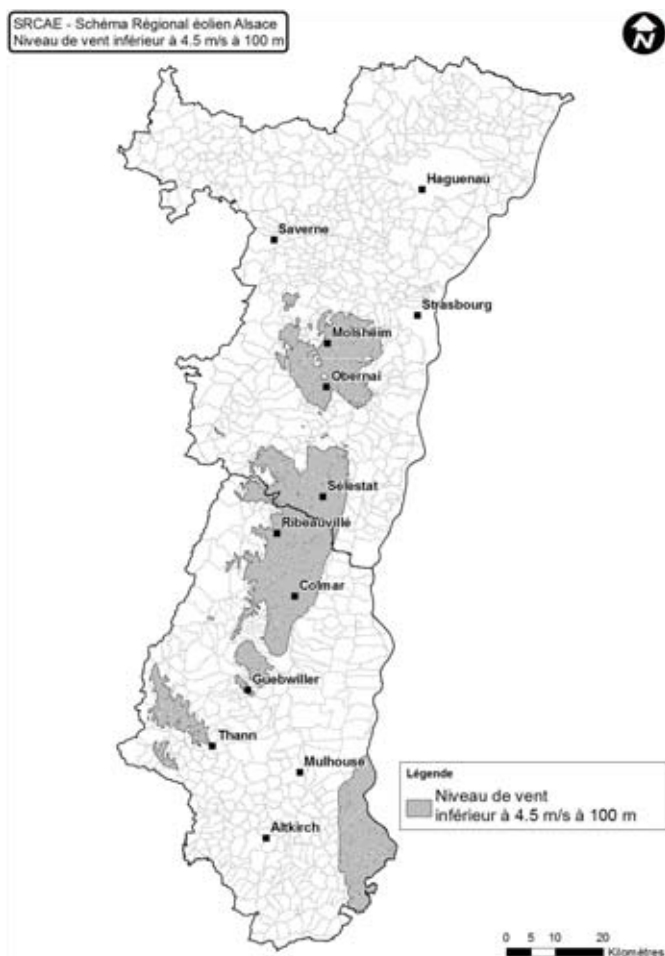 SRCAE - Schéma Régional éolien Alsace
Niveau de vent inférieur à 4.5 m/s à 100 m
N
Haguenau
Saverne
Strasbourg
Molsheim
Obernai
Sélestat
Ribeauvillé
Colmar
Guebwiller
Thann
Mulhouse
Altkirch
Légende
Niveau de vent
inférieur à 4.5 m/s à 100 m
0 5 10 20
Kilomètres